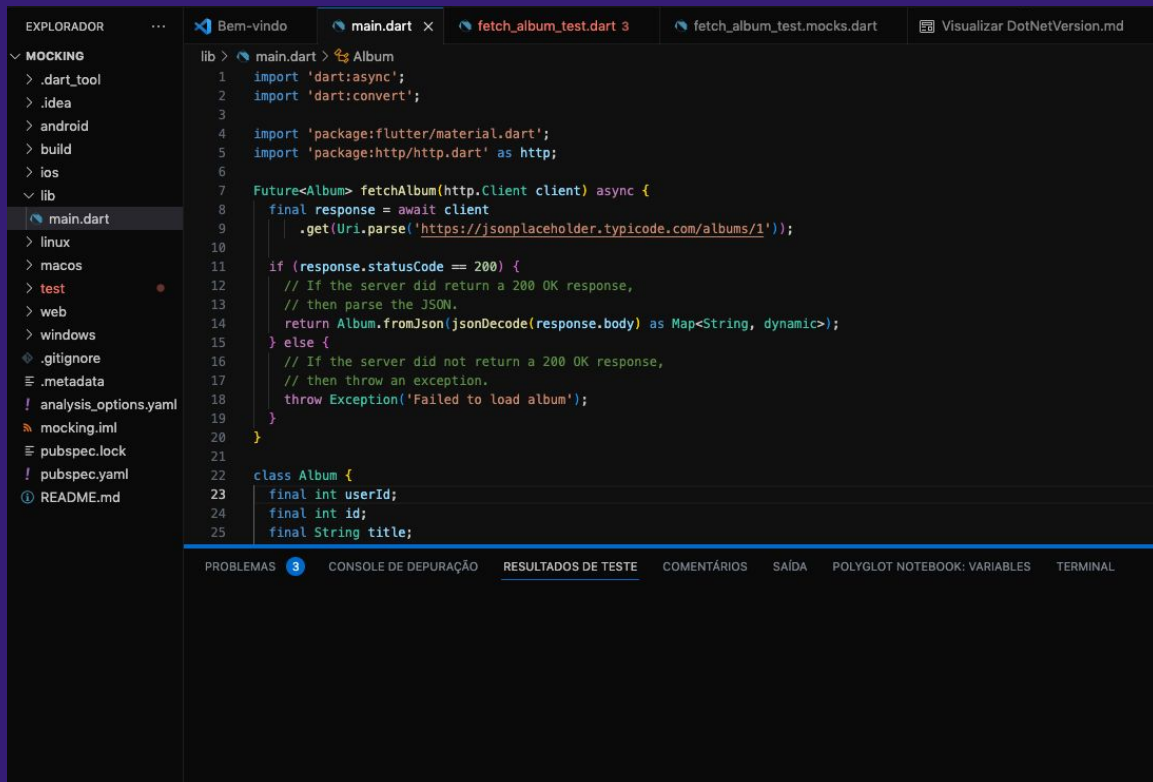 EXPLORADOR ...
MOCKING
.dart_tool
.idea
android
build
ios
lib
main.dart
linux
macos
test
web
windows
.gitignore
.metadata
analysis_options.yaml
mocking.iml
pubspec.lock
pubspec.yaml
README.md
Bem-vindo
main.dart
fetch_album_test.dart 3
fetch_album_test.mocks.dart
Visualizar DotNetVersion.md
lib > main.dart > Album
1 import 'dart:async';
2 import 'dart:convert';
3
4 import 'package:flutter/material.dart';
5 import 'package:http/http.dart' as http;
6
7 Future<Album> fetchAlbum(http.Client client) async {
8 final response = await client
9 .get(Uri.parse('https://jsonplaceholder.typicode.com/albums/1'));
10
11 if (response.statusCode == 200) {
12 // If the server did return a 200 OK response,
13 // then parse the JSON.
14 return Album.fromJson(jsonDecode(response.body) as Map<String, dynamic>);
15 } else {
16 // If the server did not return a 200 OK response,
17 // then throw an exception.
18 throw Exception('Failed to load album');
19 }
20 }
21
22 class Album {
23 final int userId;
24 final int id;
25 final String title;
PROBLEMAS 3 CONSOLE DE DEPURAÇÃO RESULTADOS DE TESTE COMENTÁRIOS SAÍDA POLYGLOT NOTEBOOK: VARIABLES TERMINAL